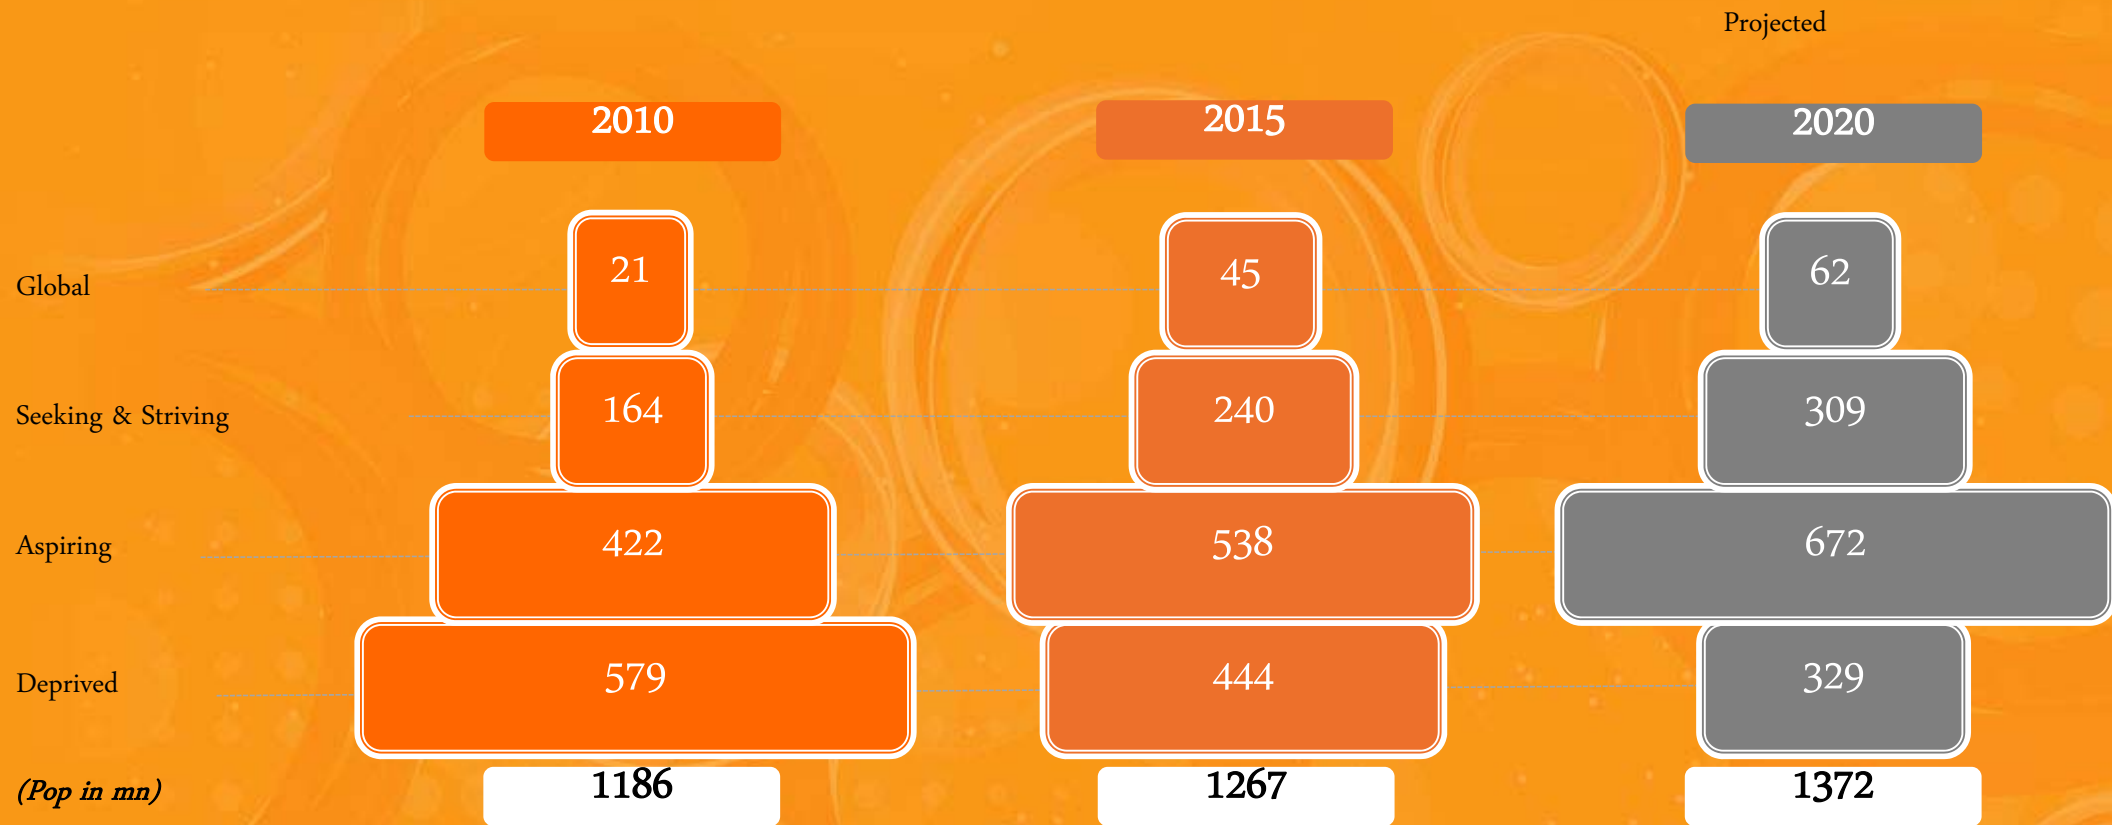 Projected
2010 2015 2020
Global 21 45 62
Seeking & Striving 164 240 309
Aspiring 422 538 672
Deprived 579 444 329
(Pop in mn) 1186 1267 1372